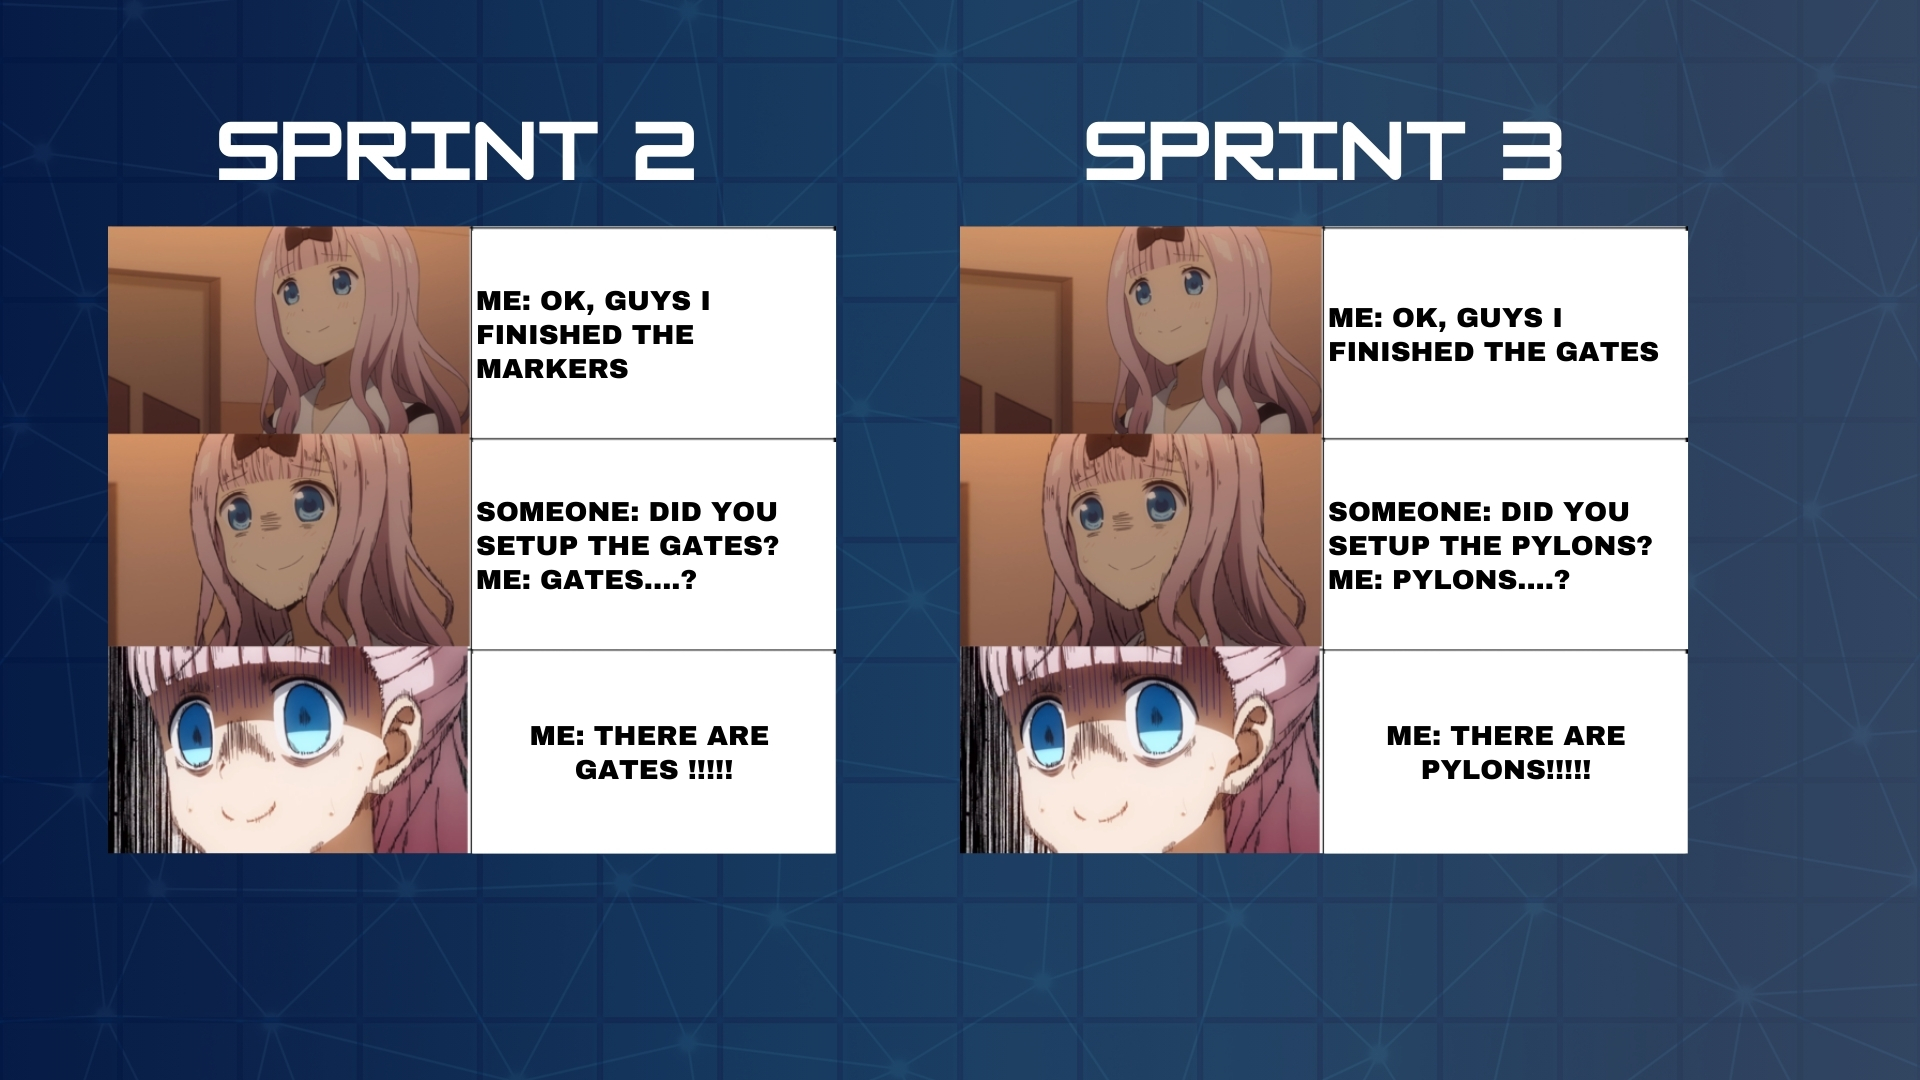 SPRINT 2
ME: OK, GUYS I
FINISHED THE
MARKERS
SOMEONE: DID YOU
SETUP THE GATES?
ME: GATES....?
ME: THERE ARE
GATES !!!!!
SPRINT 3
ME: OK, GUYS I
FINISHED THE GATES
SOMEONE: DID YOU
SETUP THE PYLONS?
ME: PYLONS....?
ME: THERE ARE
PYLONS!!!!!